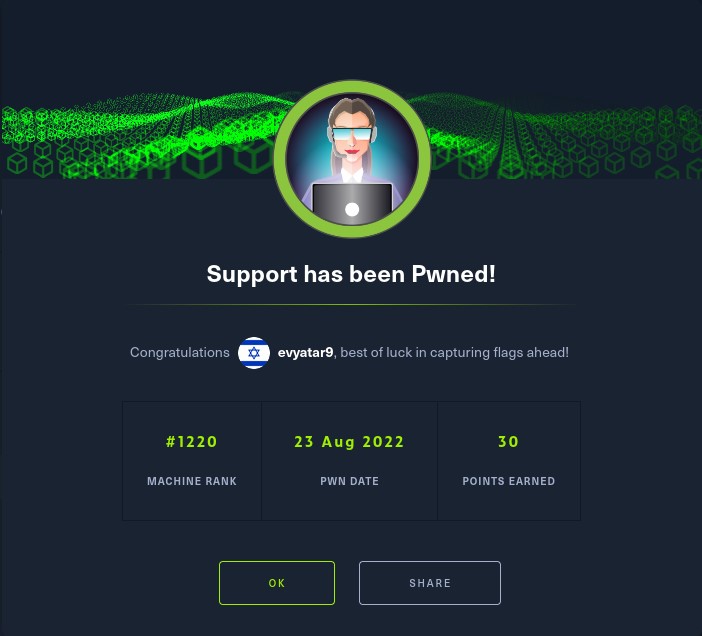 Support has been Pwned!
Congratulations evyatar9, best of luck in capturing flags ahead!
#1220 23 Aug 2022 30
MACHINE RANK PWN DATE POINTS EARNED
OK SHARE